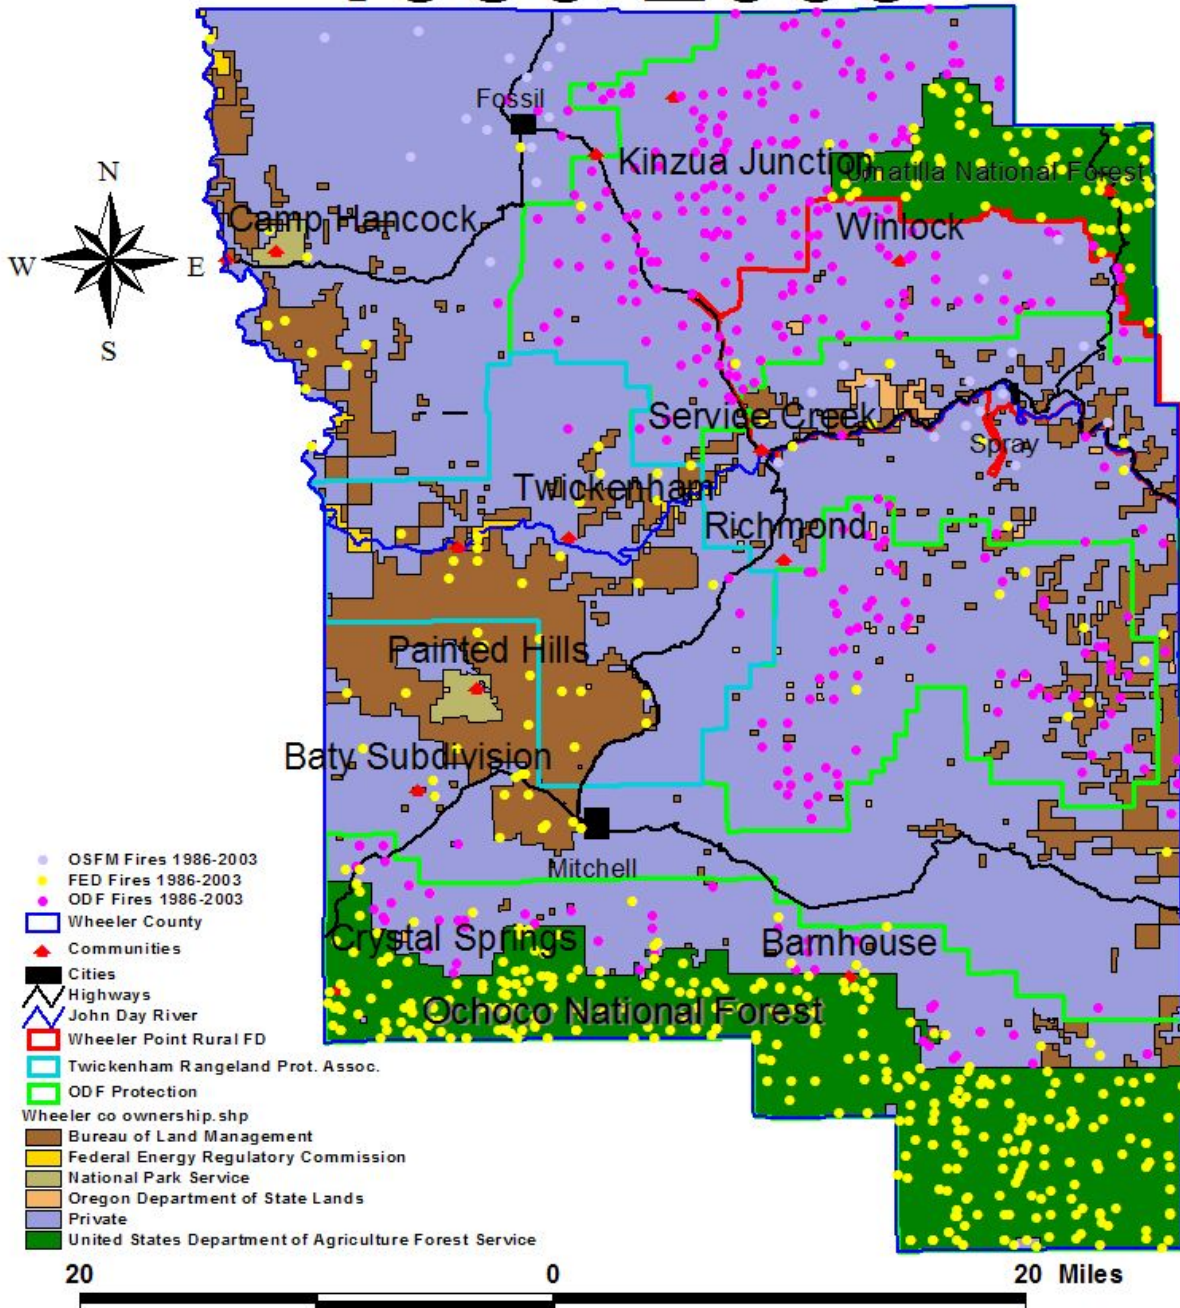 Fossil
Kinzua Junction
Umatilla National Forest
N
Camp Hancock
Winlock
W
E
S
Service Creek
Spray
Twickenham
Richmond
Painted Hills
Baty Subdivision
Mitchell
OSFM Fires 1986-2003
FED Fires 1986-2003
ODF Fires 1986-2003
Wheeler County
Communities
Cities
Highways
John Day River
Wheeler Point Rural FD
Twickenham Rangeland Prot. Assoc.
ODF Protection
Wheeler co ownership.shp
Bureau of Land Management
Federal Energy Regulatory Commission
National Park Service
Oregon Department of State Lands
Private
United States Department of Agriculture Forest Service
Crystal Springs
Barnhouse
Ochoco National Forest
20
0
20 Miles